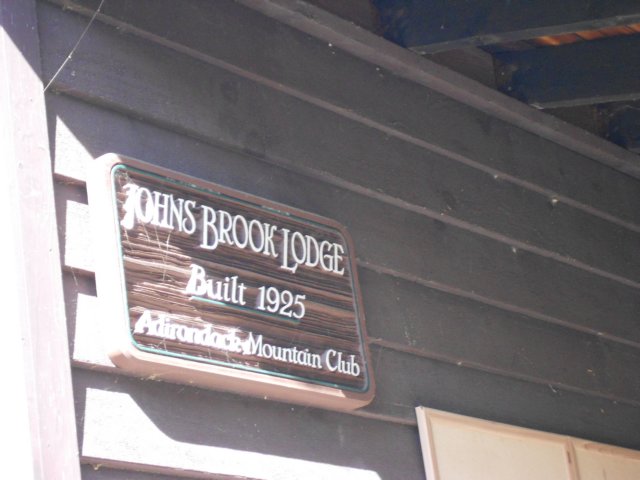 JOHNS BROOK LODGE
Built 1925
Adirondack Mountain Club